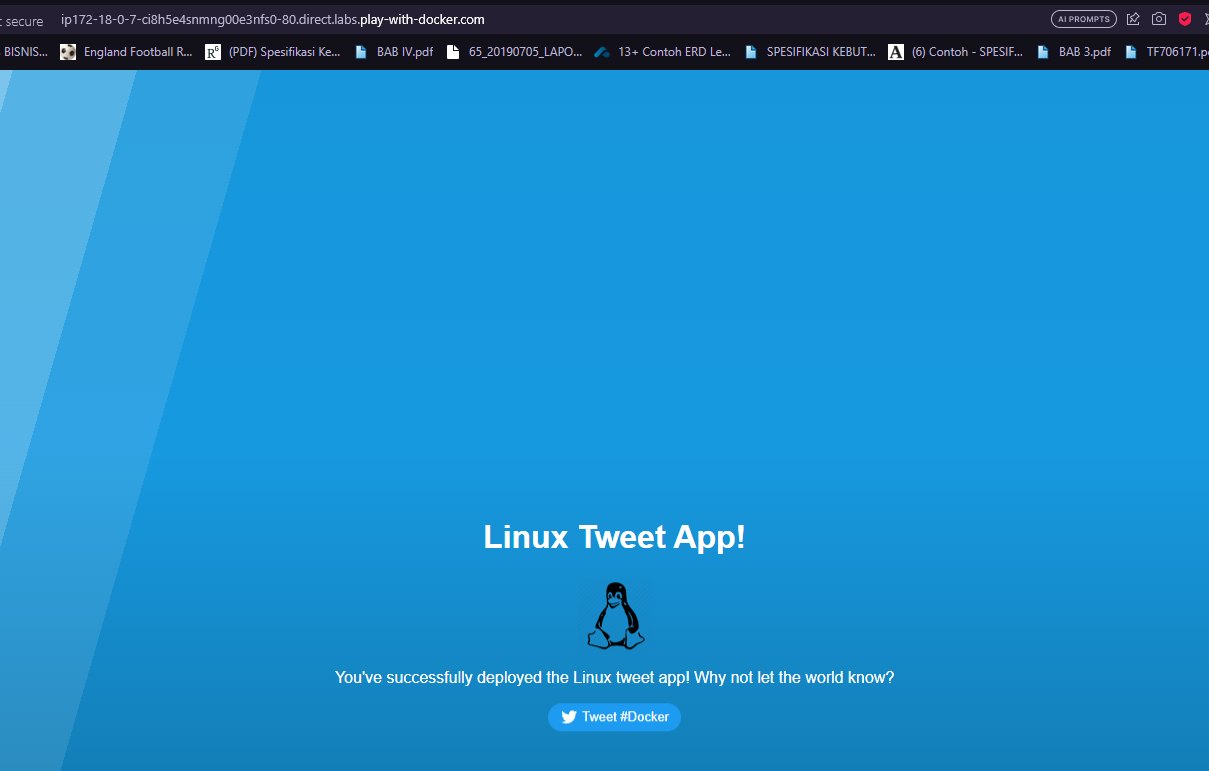 secure ip172-18-0-7-ci8h5e4snmng00e3nfs0-80.direct.labs.play-with-docker.com AI PROMPTS
BISNIS... England Football R... RG (PDF) Spesifikasi Ke... BAB IV.pdf 65_20190705_LAPO... 13+ Contoh ERD Le... SPESIFIKASI KEBUT... A (6) Contoh - SPESIF... BAB 3.pdf TF706171.p
Linux Tweet App!
You've successfully deployed the Linux tweet app! Why not let the world know?
Tweet #Docker